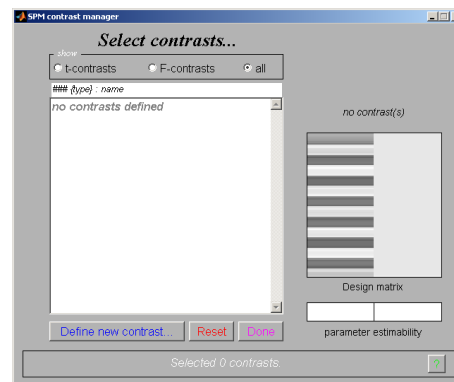 SPM contrast manager
Select contrasts...
show
t-contrasts F-contrasts all
### {type} : name
no contrasts defined
no contrast(s)
Design matrix
parameter estimability
Define new contrast... Reset Done
Selected 0 contrasts.
?